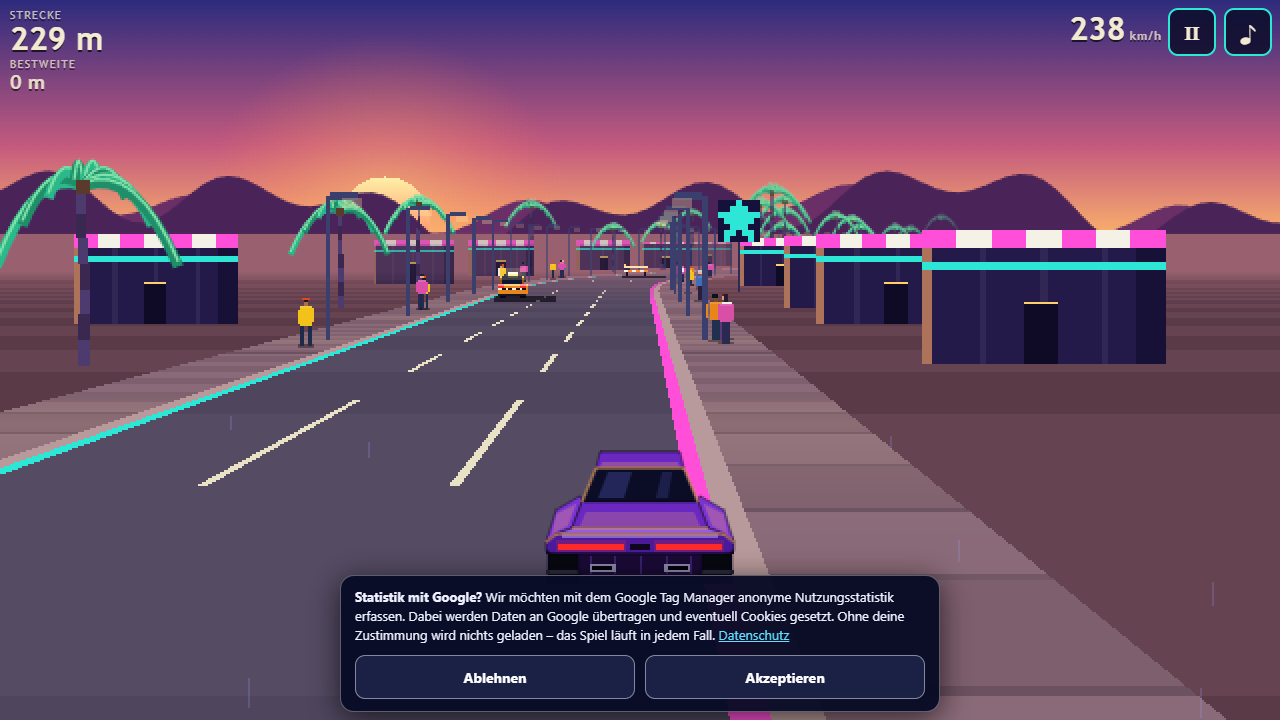 STRECKE
229 m
BESTWEITE
0 m
238 km/h
Statistik mit Google? Wir möchten mit dem Google Tag Manager anonyme Nutzungsstatistik
erfassen. Dabei werden Daten an Google übertragen und eventuell Cookies gesetzt. Ohne deine
Zustimmung wird nichts geladen – das Spiel läuft in jedem Fall. Datenschutz
Ablehnen
Akzeptieren